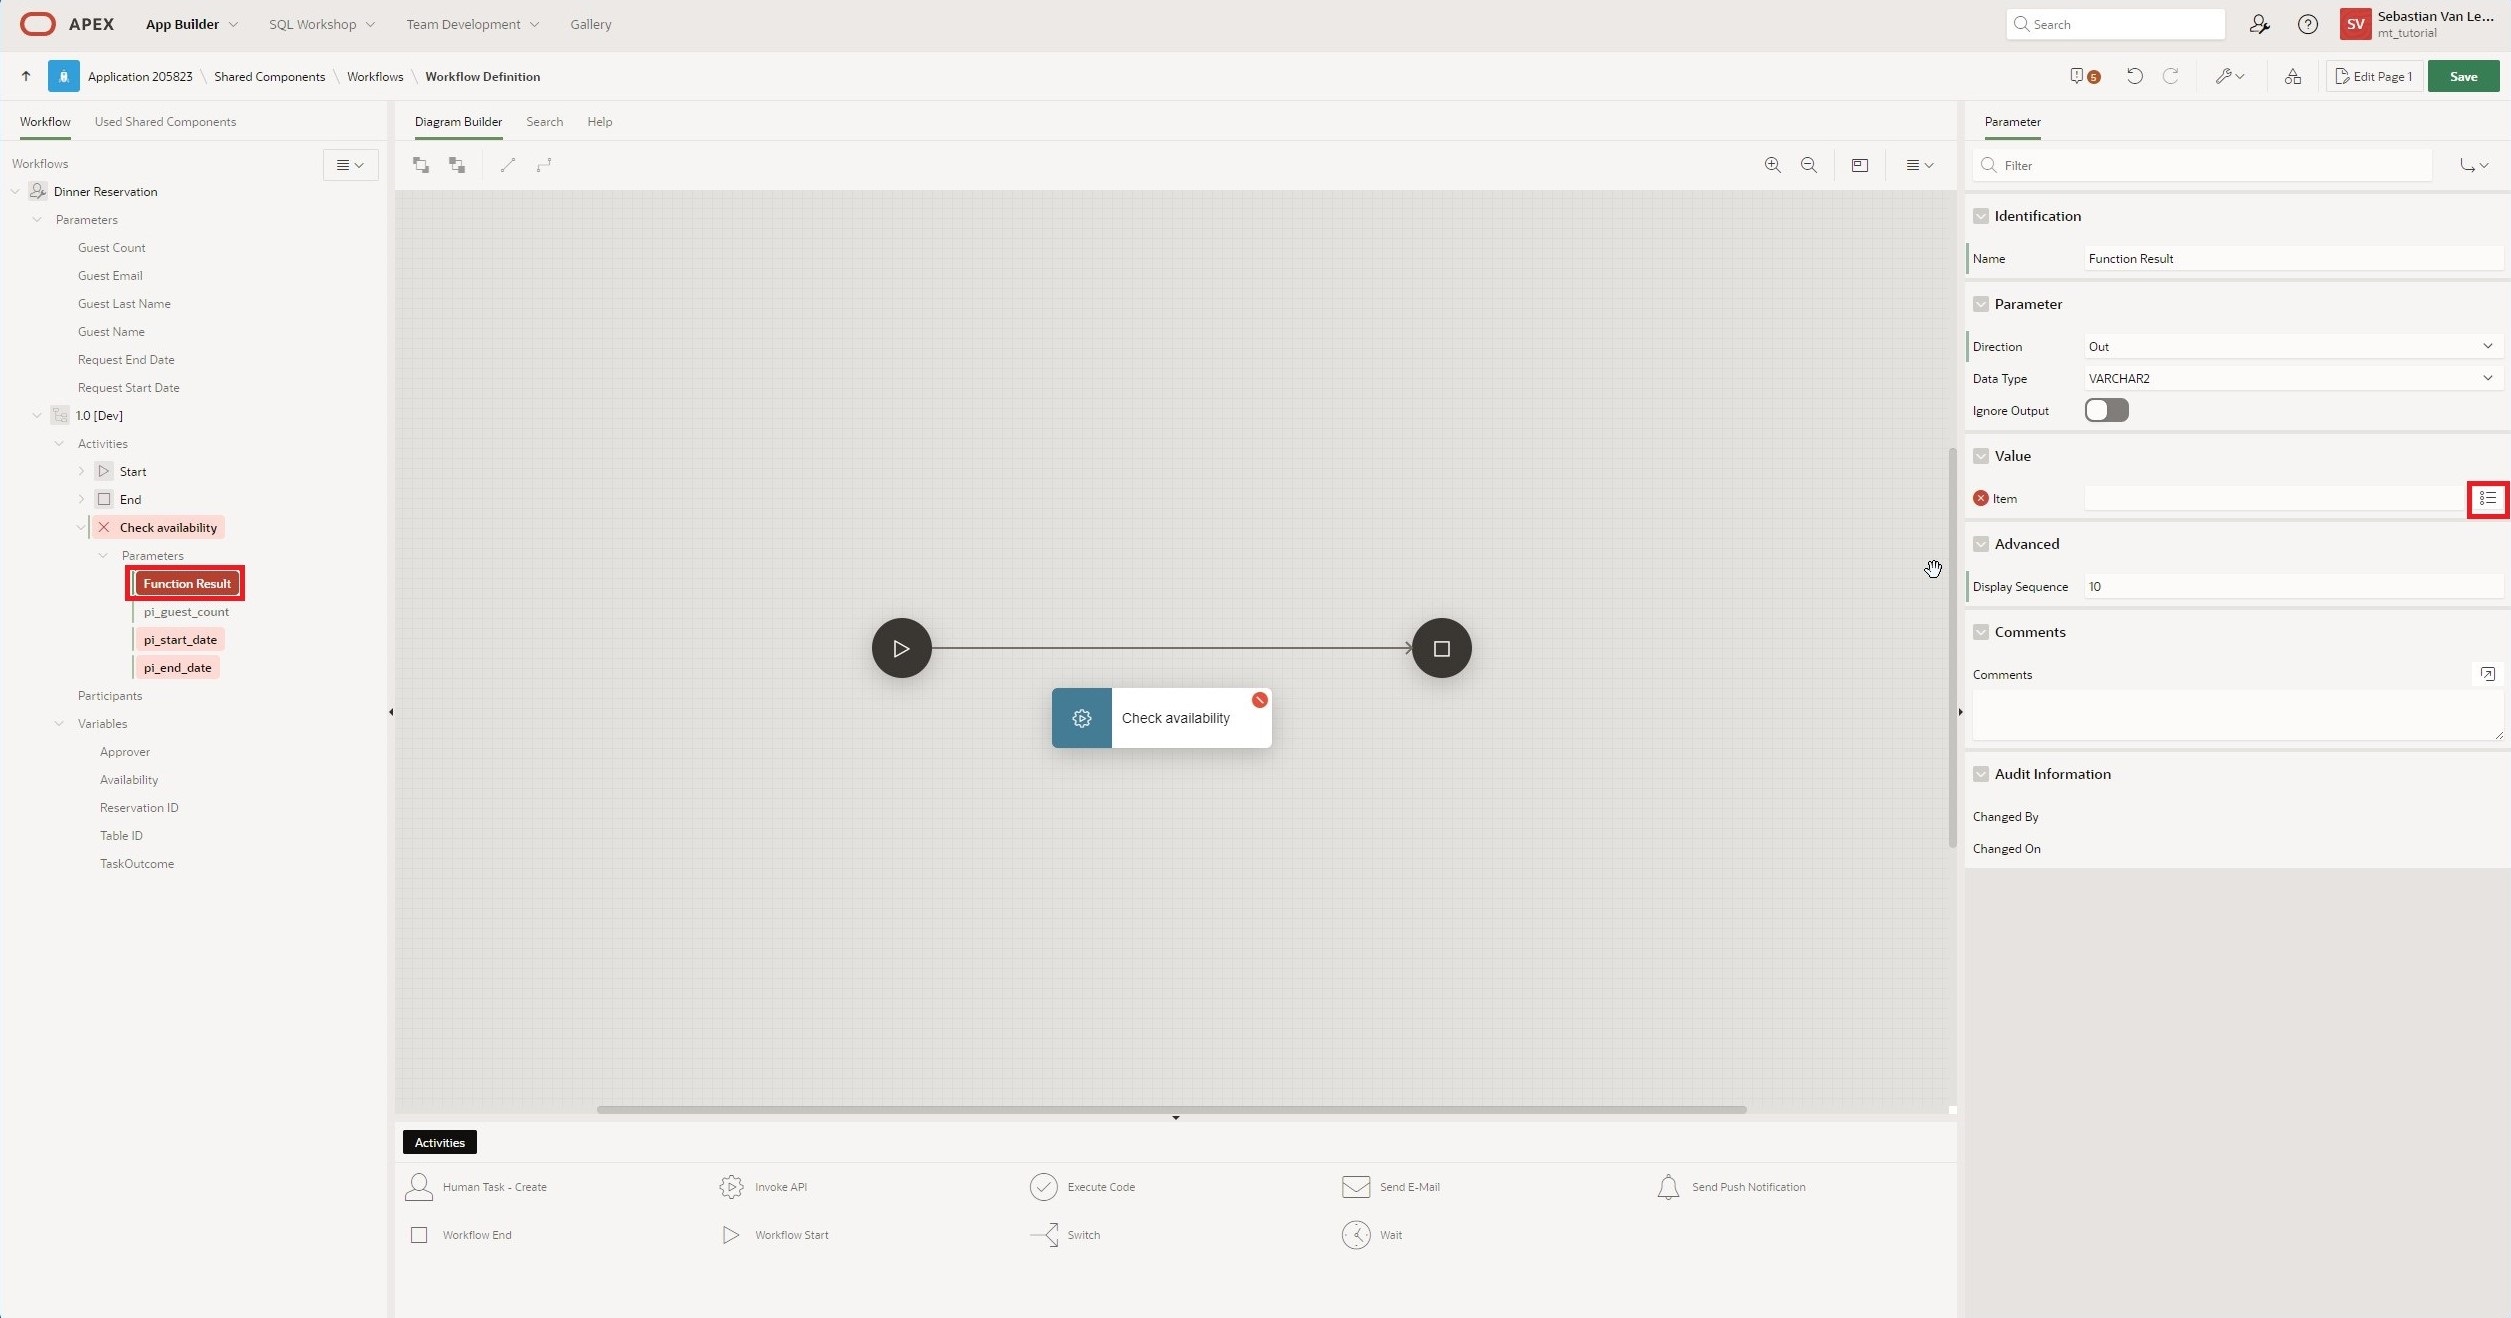 APEX App Builder SQL Workshop Team Development Gallery
Search
SV
Sebastian Van Le...
mt_tutorial
Application 205823 \ Shared Components \ Workflows \ Workflow Definition
5
Edit Page 1
Save
Workflow Used Shared Components
Workflows
Dinner Reservation
Parameters
Guest Count
Guest Email
Guest Last Name
Guest Name
Request End Date
Request Start Date
1.0 [Dev]
Activities
Start
End
Check availability
Parameters
Function Result
pi_guest_count
pi_start_date
pi_end_date
Participants
Variables
Approver
Availability
Reservation ID
Table ID
TaskOutcome
Diagram Builder Search Help
Check availability
Activities
Human Task - Create Invoke API Execute Code Send E-Mail Send Push Notification
Workflow End Workflow Start Switch Wait
Parameter
Filter
Identification
Name Function Result
Parameter
Direction Out
Data Type VARCHAR2
Ignore Output
Value
Item
Advanced
Display Sequence 10
Comments
Comments
Audit Information
Changed By
Changed On